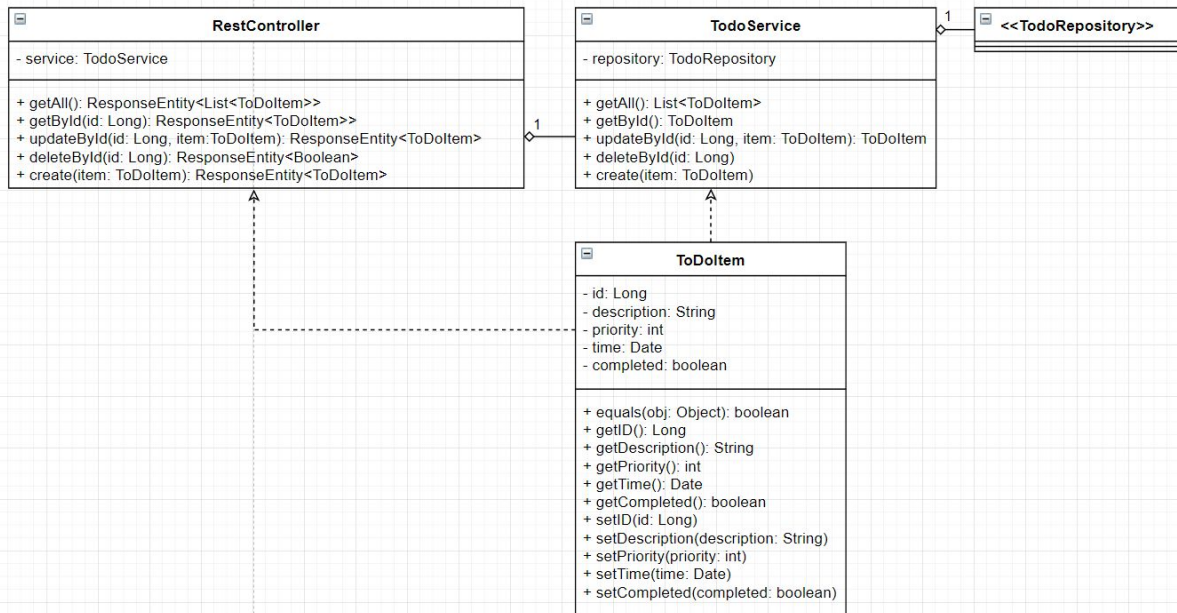 RestController
- service: TodoService
+ getAll(): ResponseEntity<List<ToDoItem>>
+ getById(id: Long): ResponseEntity<ToDoItem>>
+ updateById(id: Long, item:ToDoItem): ResponseEntity<ToDoItem>
+ deleteById(id: Long): ResponseEntity<Boolean>
+ create(item: ToDoItem): ResponseEntity<ToDoItem>
1
TodoService
- repository: TodoRepository
+ getAll(): List<ToDoItem>
+ getById(): ToDoItem
+ updateById(id: Long, item: ToDoItem): ToDoItem
+ deleteById(id: Long)
+ create(item: ToDoItem)
1
<<TodoRepository>>
ToDoItem
- id: Long
- description: String
- priority: int
- time: Date
- completed: boolean
+ equals(obj: Object): boolean
+ getID(): Long
+ getDescription(): String
+ getPriority(): int
+ getTime(): Date
+ getCompleted(): boolean
+ setID(id: Long)
+ setDescription(description: String)
+ setPriority(priority: int)
+ setTime(time: Date)
+ setCompleted(completed: boolean)